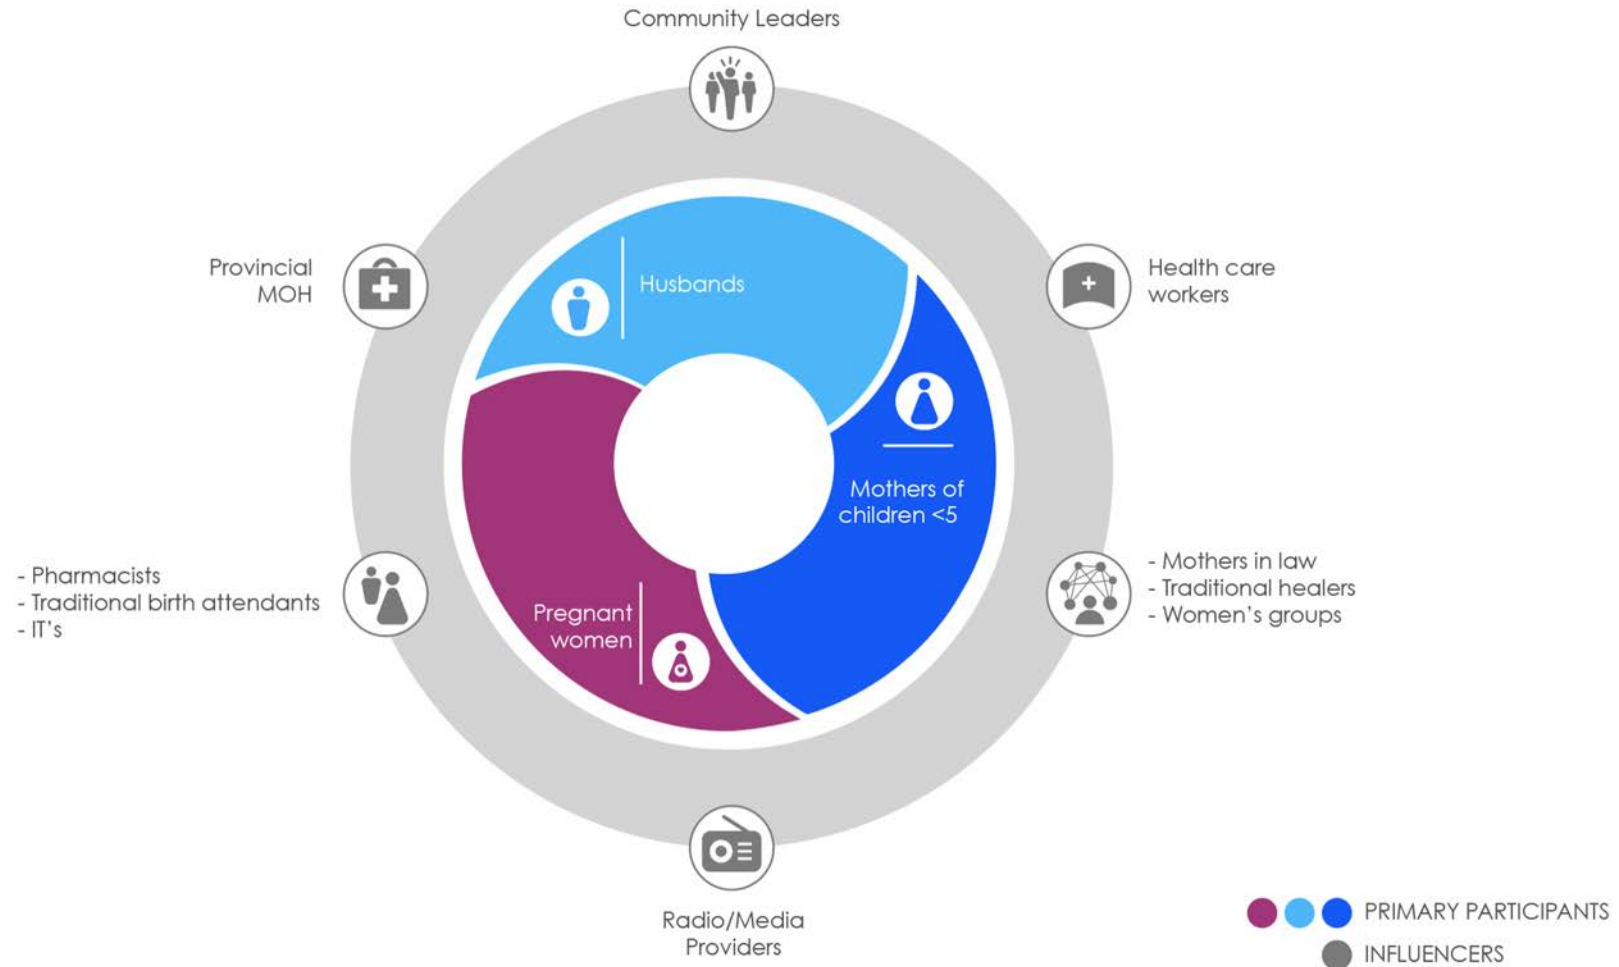 Community Leaders
Provincial
MOH
Husbands
Health care
workers
Mothers of
children <5
- Pharmacists
- Traditional birth attendants
- IT's
Pregnant
women
- Mothers in law
- Traditional healers
- Women's groups
Radio/Media
Providers
PRIMARY PARTICIPANTS
INFLUENCERS